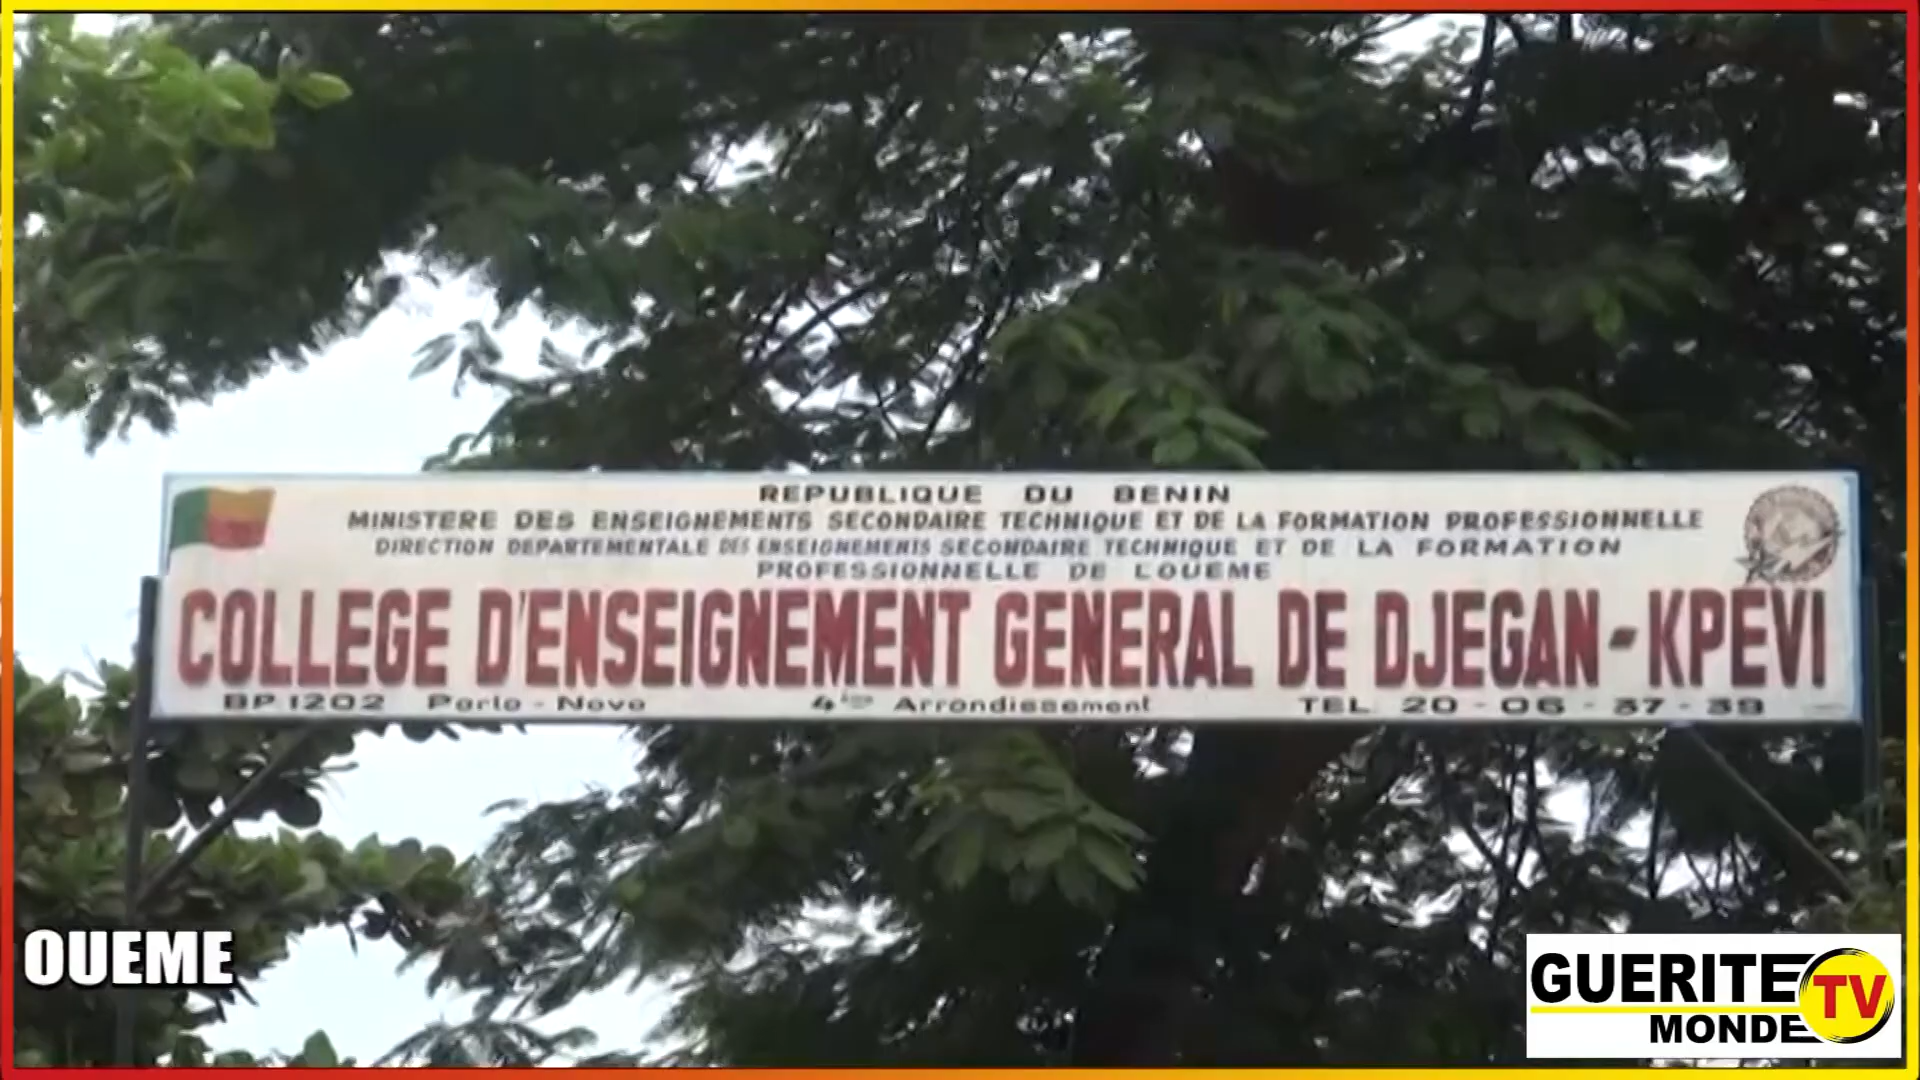 REPUBLIQUE DU BENIN
MINISTERE DES ENSEIGNEMENTS SECONDAIRE TECHNIQUE ET DE LA FORMATION PROFESSIONNELLE
DIRECTION DEPARTEMENTALE DES ENSEIGNEMENTS SECONDAIRE TECHNIQUE ET DE LA FORMATION
PROFESSIONNELLE DE L'OUEME
COLLEGE D'ENSEIGNEMENT GENERAL DE DJEGAN-KPEVI
BP.1202 Porto-Novo 4ème Arrondissement TEL. 20-06-37-39
OUEME
GUERITE TV
MONDE